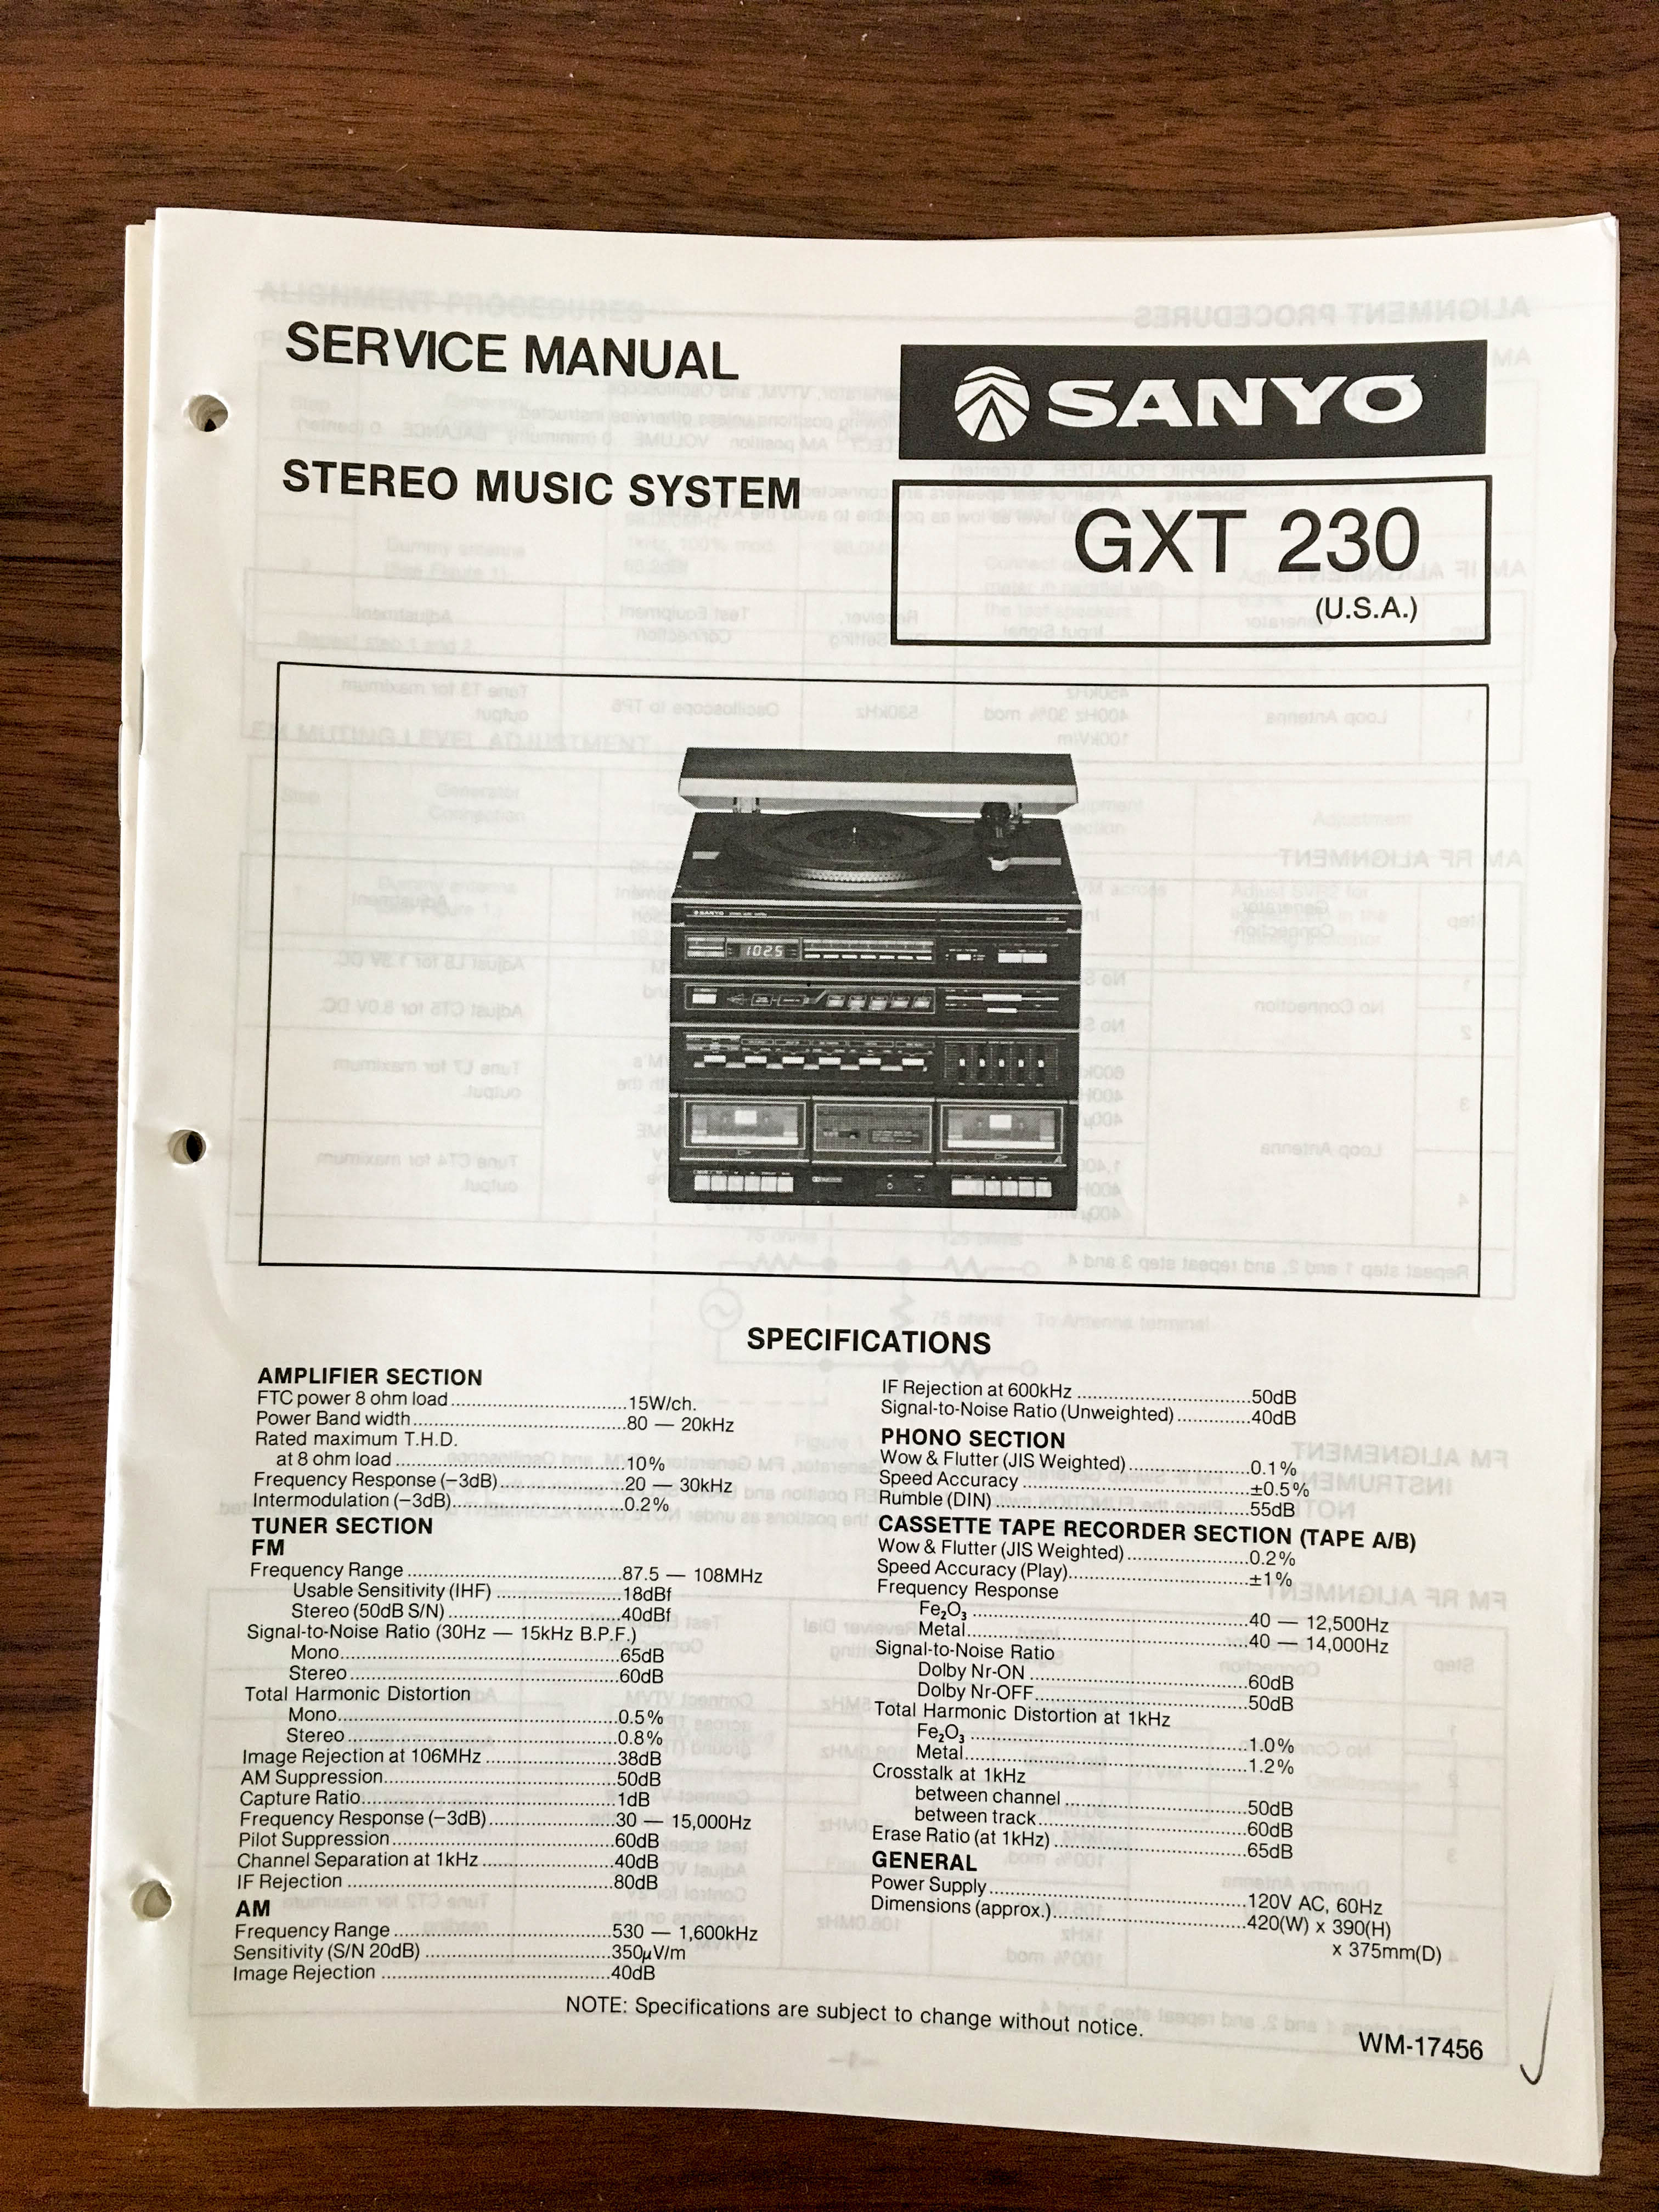 SERVICE MANUAL
SANYO
STEREO MUSIC SYSTEM
GXT 230
(U.S.A.)
SANYO
102.5
A
SPECIFICATIONS
AMPLIFIER SECTION
FTC power 8 ohm load 15W/ch.
Power Band width 80 — 20kHz
Rated maximum T.H.D.
at 8 ohm load 10%
Frequency Response (−3dB) 20 — 30kHz
Intermodulation (−3dB) 0.2%
TUNER SECTION
FM
Frequency Range 87.5 — 108MHz
Usable Sensitivity (IHF) 18dBf
Stereo (50dB S/N) 40dBf
Signal-to-Noise Ratio (30Hz — 15kHz B.P.F.)
Mono 65dB
Stereo 60dB
Total Harmonic Distortion
Mono 0.5%
Stereo 0.8%
Image Rejection at 106MHz 38dB
AM Suppression 50dB
Capture Ratio 1dB
Frequency Response (−3dB) 30 — 15,000Hz
Pilot Suppression 60dB
Channel Separation at 1kHz 40dB
IF Rejection 80dB
AM
Frequency Range 530 — 1,600kHz
Sensitivity (S/N 20dB) 350μV/m
Image Rejection 40dB
IF Rejection at 600kHz 50dB
Signal-to-Noise Ratio (Unweighted) 40dB
PHONO SECTION
Wow & Flutter (JIS Weighted) 0.1%
Speed Accuracy ±0.5%
Rumble (DIN) 55dB
CASSETTE TAPE RECORDER SECTION (TAPE A/B)
Wow & Flutter (JIS Weighted) 0.2%
Speed Accuracy (Play) ±1%
Frequency Response
Fe₂O₃ 40 — 12,500Hz
Metal 40 — 14,000Hz
Signal-to-Noise Ratio
Dolby Nr-ON 60dB
Dolby Nr-OFF 50dB
Total Harmonic Distortion at 1kHz
Fe₂O₃ 1.0%
Metal 1.2%
Crosstalk at 1kHz
between channel 50dB
between track 60dB
Erase Ratio (at 1kHz) 65dB
GENERAL
Power Supply 120V AC, 60Hz
Dimensions (approx.) 420(W) x 390(H)
x 375mm(D)
NOTE: Specifications are subject to change without notice.
WM-17456